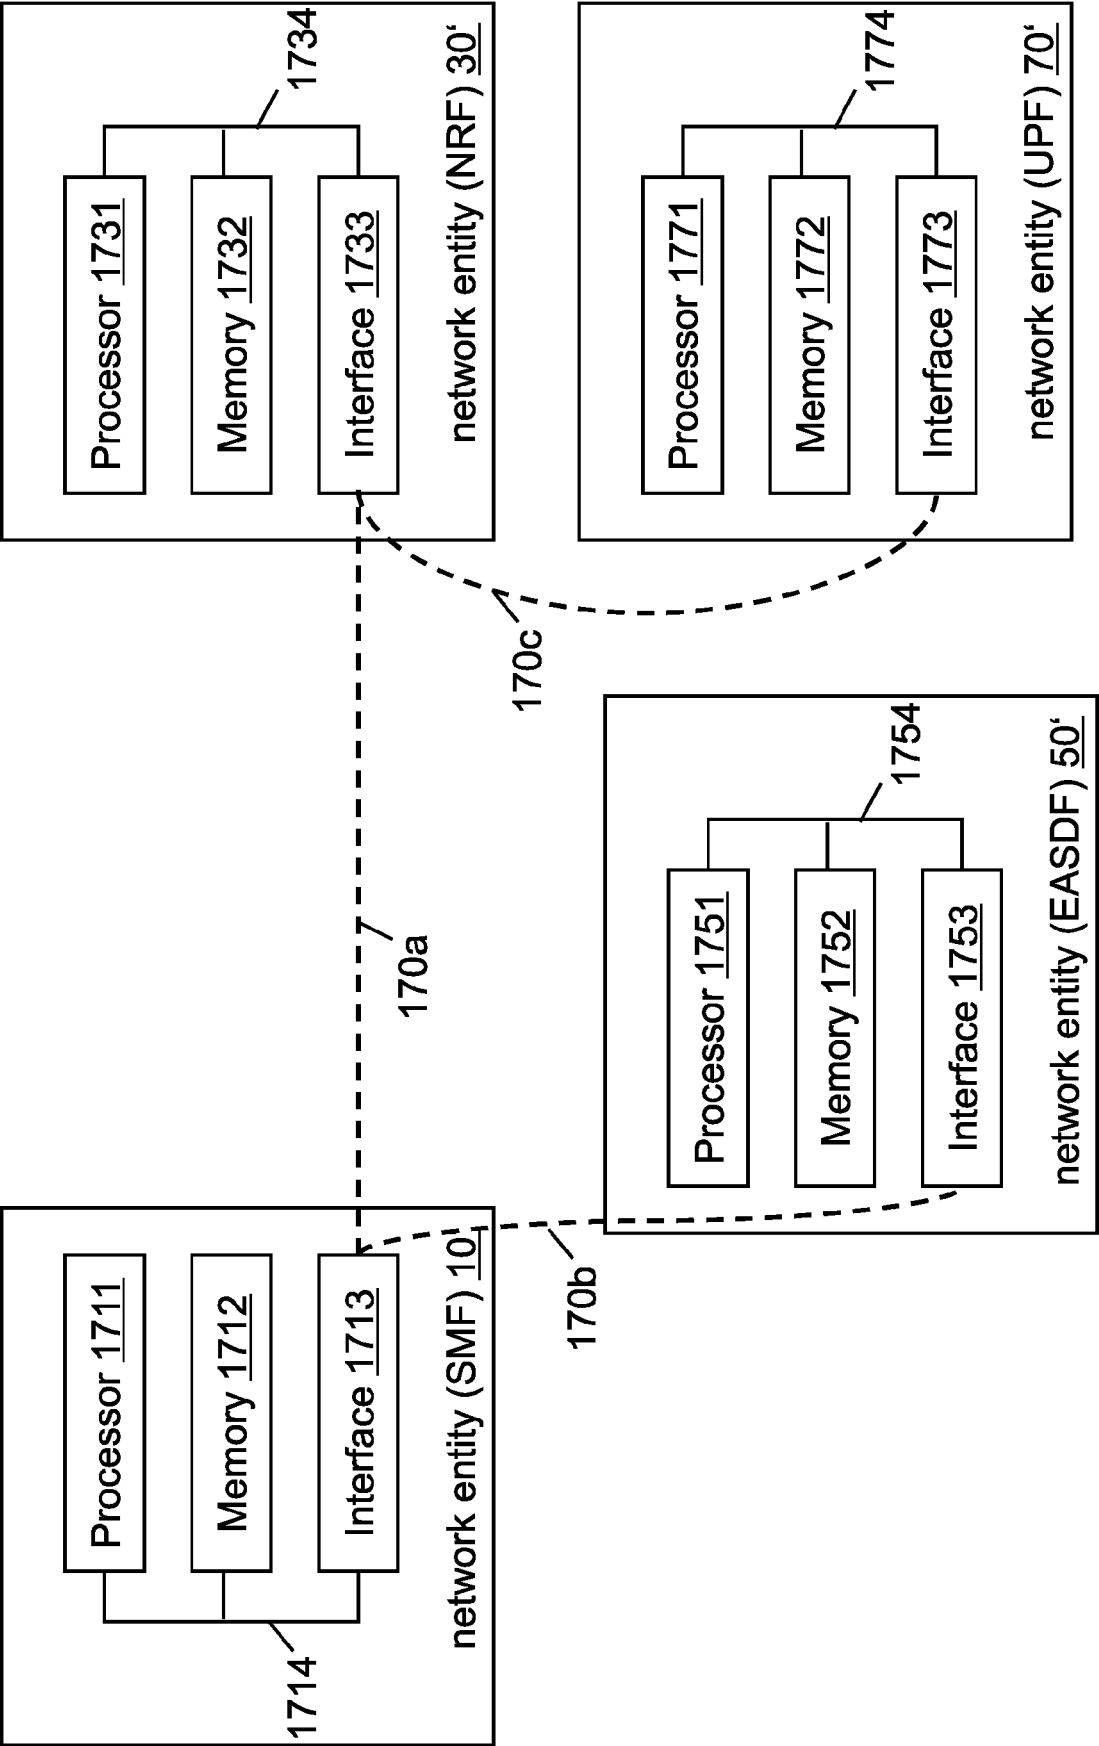 Processor 1711
Memory 1712
Interface 1713
1714
network entity (SMF) 10‘
170a
Processor 1731
Memory 1732
Interface 1733
1734
network entity (NRF) 30‘
170b
170c
Processor 1751
Memory 1752
Interface 1753
1754
network entity (EASDF) 50‘
Processor 1771
Memory 1772
Interface 1773
1774
network entity (UPF) 70‘